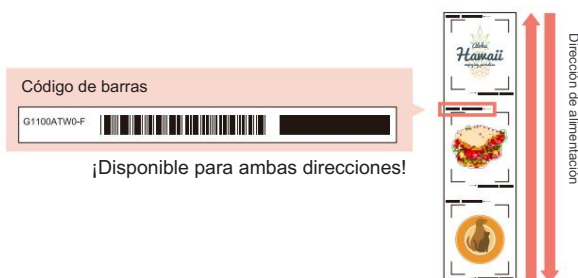 Código de barras
G1100ATW0-F
¡Disponible para ambas direcciones!
Aloha
Hawaii
Dirección de alimentación